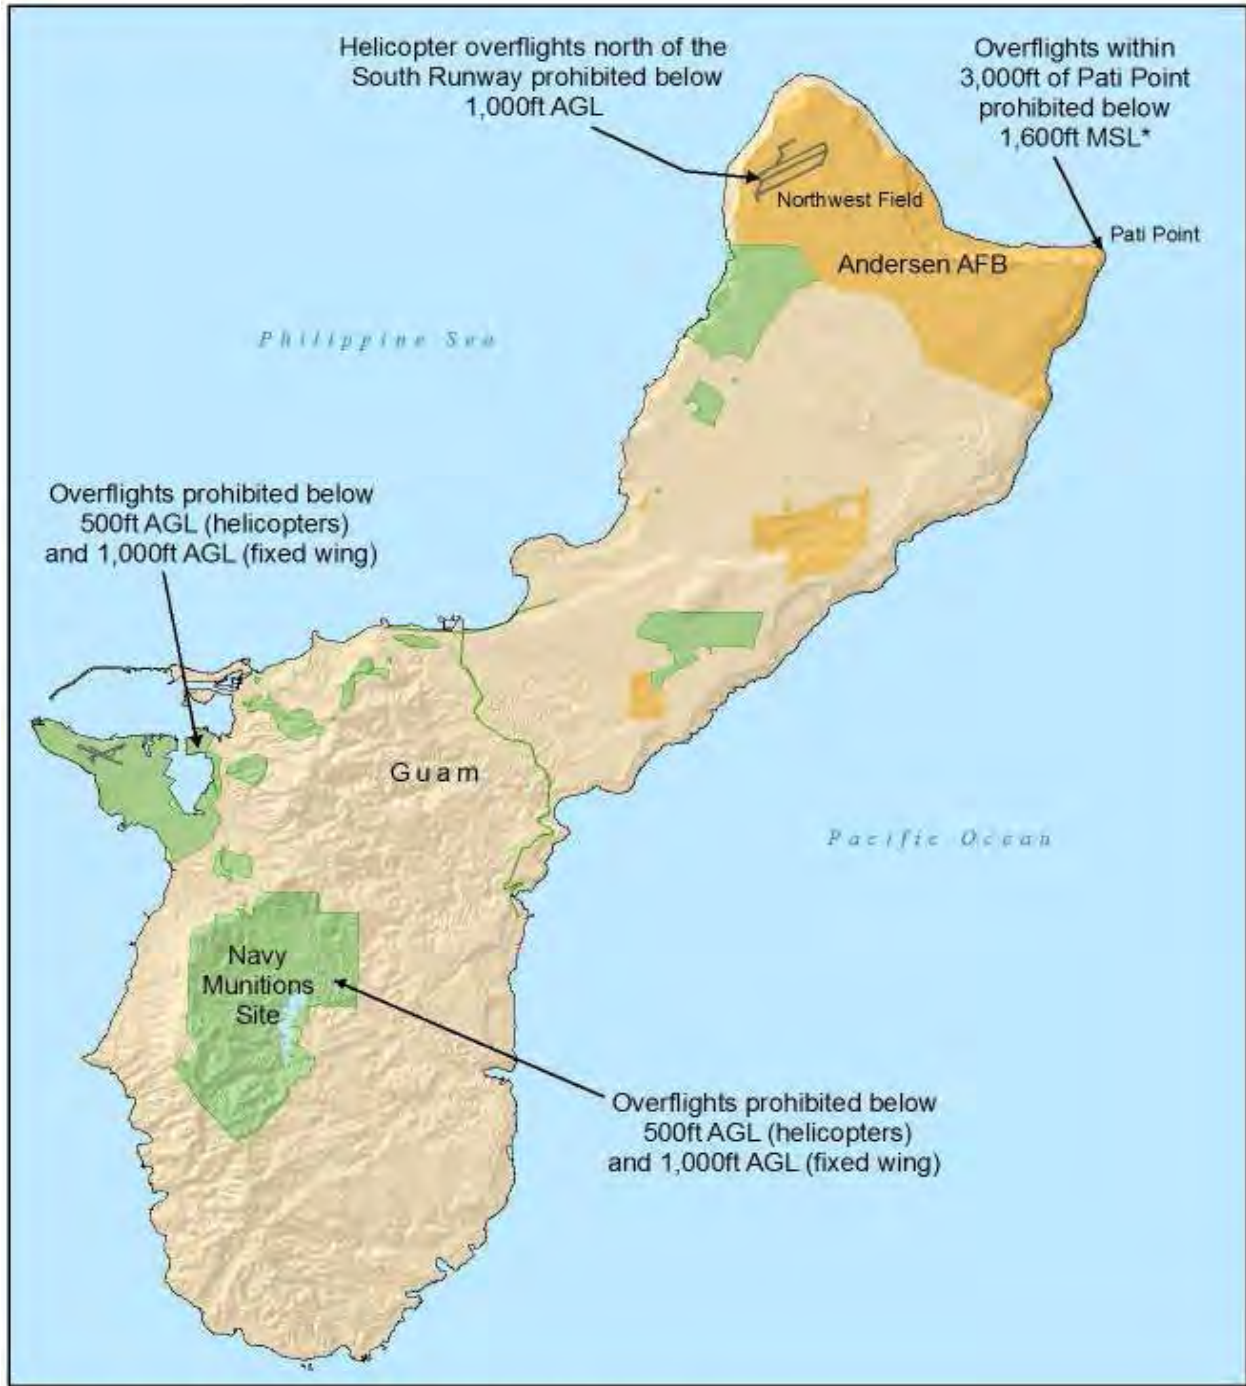 Helicopter overflights north of the
South Runway prohibited below
1,000ft AGL
Overflights within
3,000ft of Pati Point
prohibited below
1,600ft MSL*
Northwest Field
Pati Point
Andersen AFB
Philippine Sea
Overflights prohibited below
500ft AGL (helicopters)
and 1,000ft AGL (fixed wing)
Guam
Pacific Ocean
Navy
Munitions
Site
Overflights prohibited below
500ft AGL (helicopters)
and 1,000ft AGL (fixed wing)